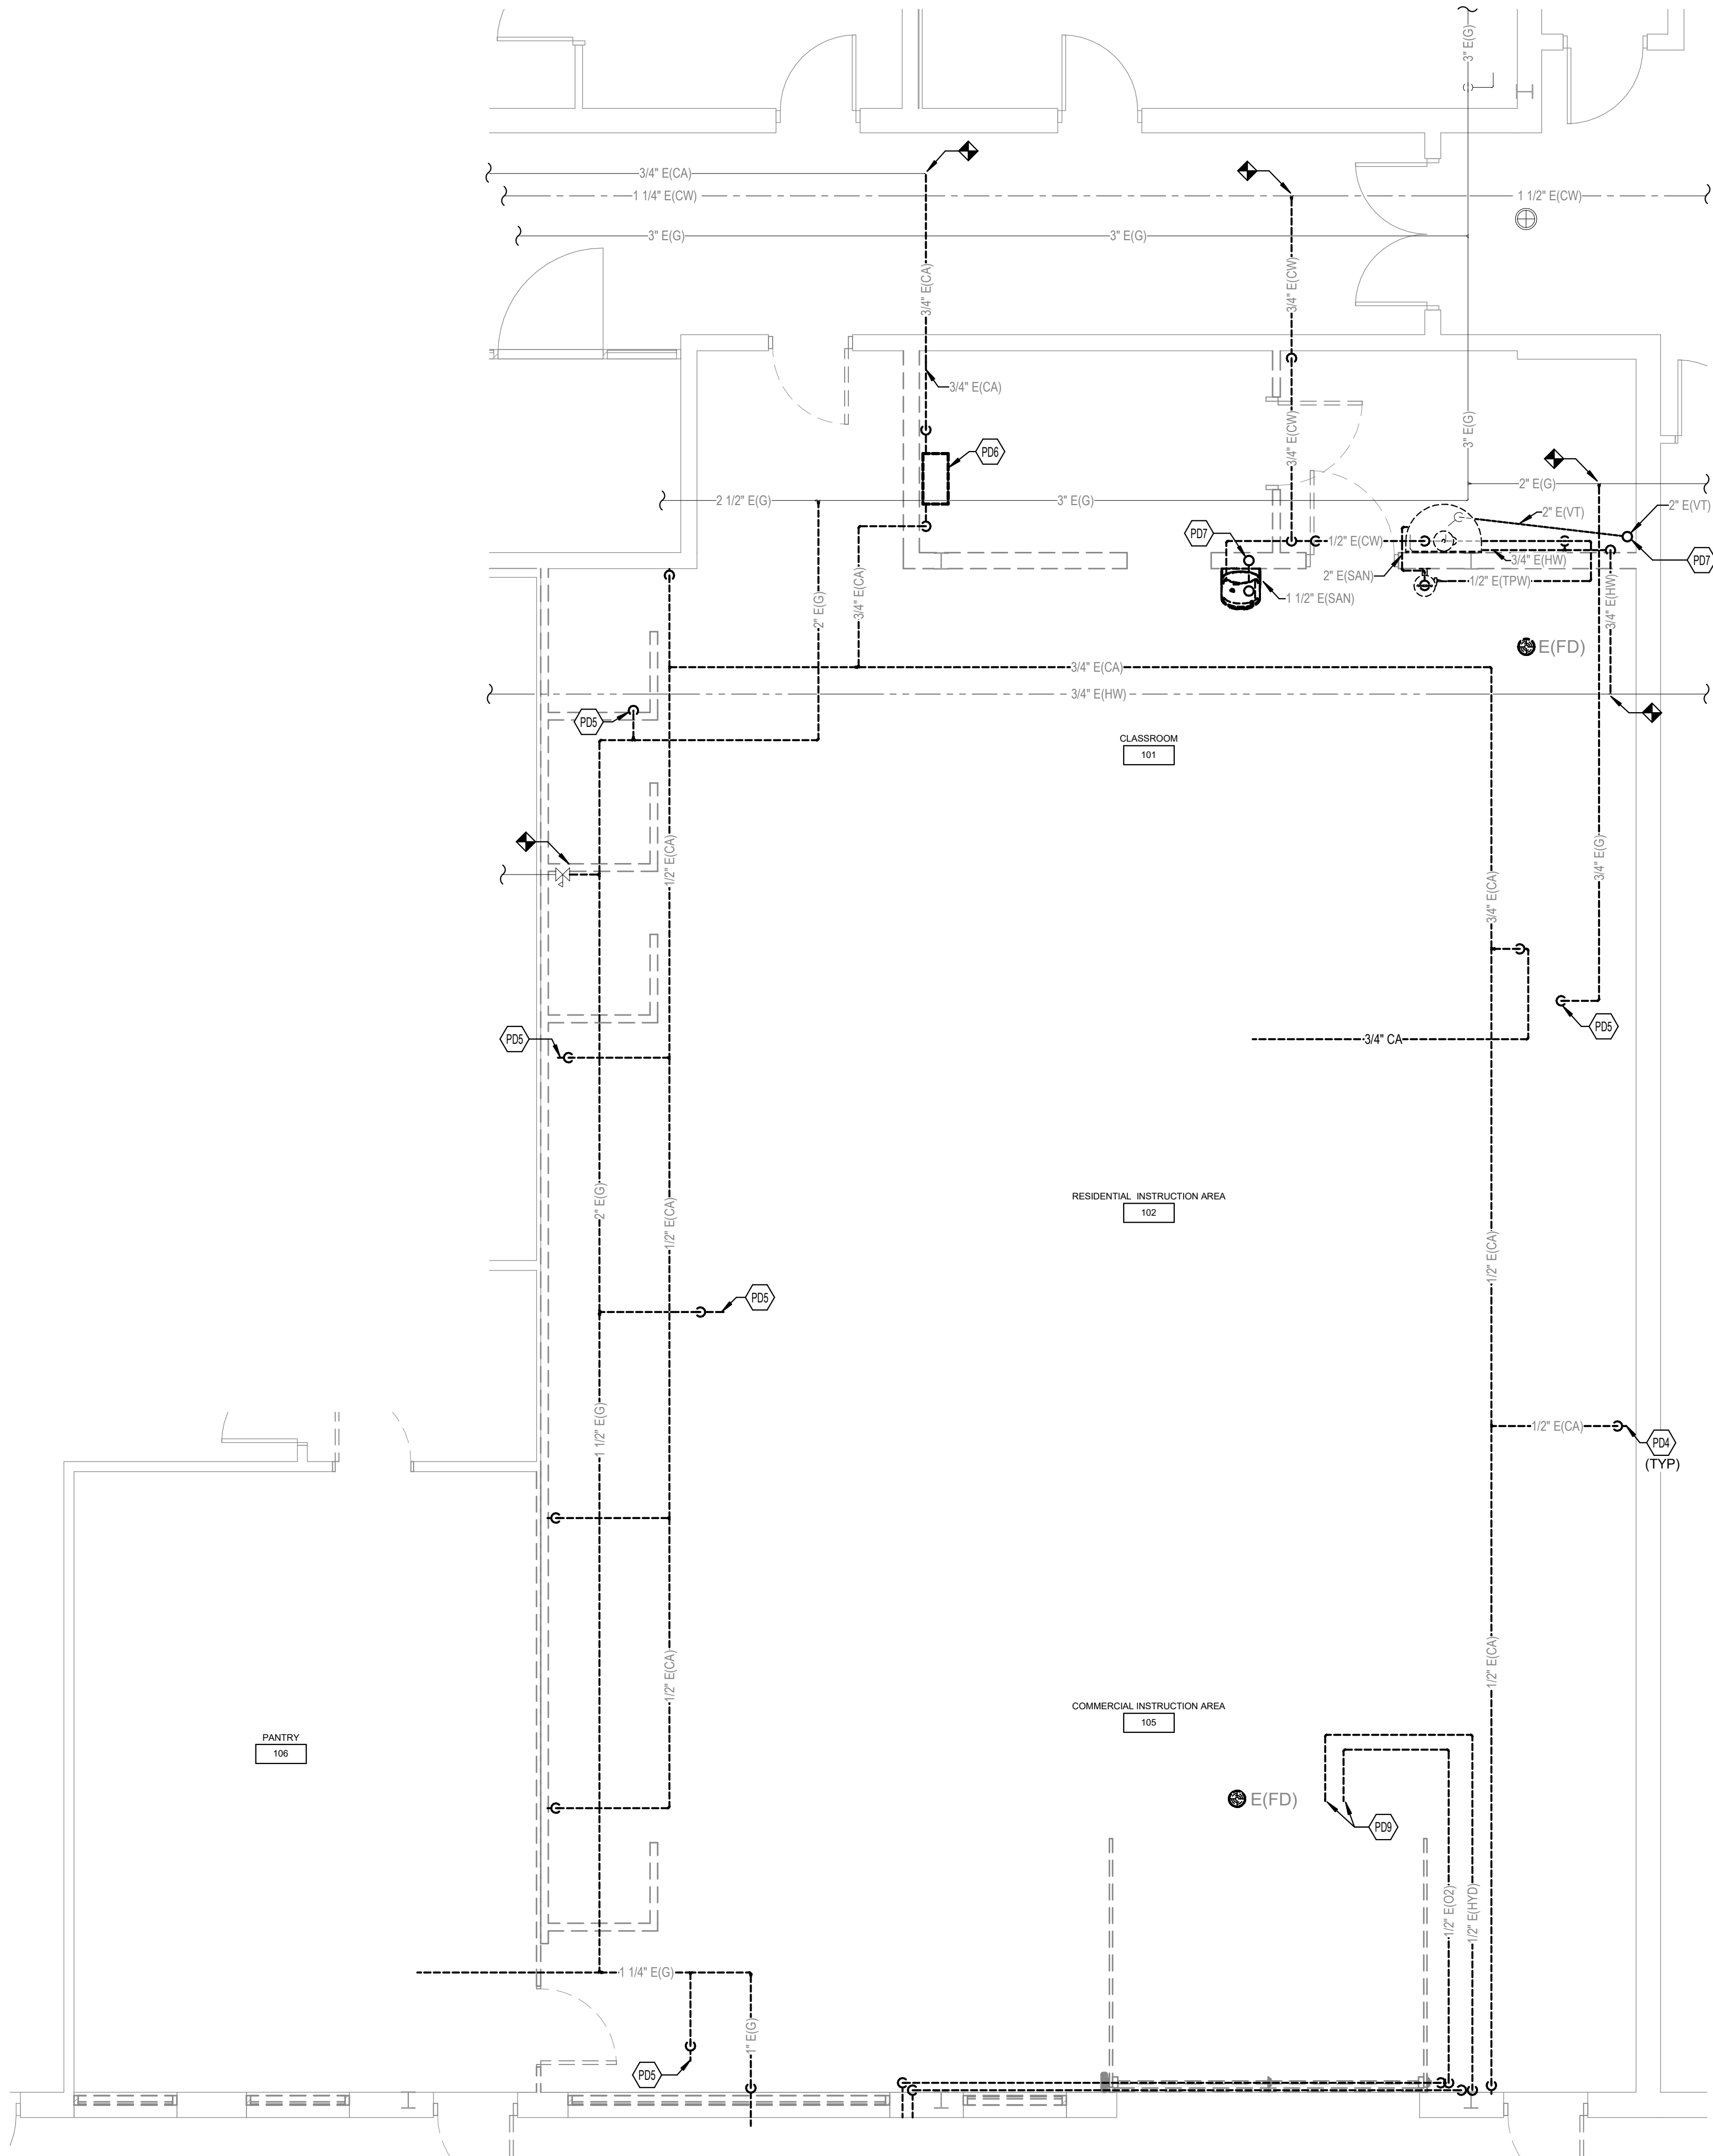 3" E(G)
3/4" E(CA)
1 1/4" E(CW)
1 1/2" E(CW)
3" E(G)
3" E(G)
3/4" E(CA)
3/4" E(CW)
3/4" E(CA)
3/4" E(CW)
3" E(G)
PD6
2" E(G)
2 1/2" E(G)
3" E(G)
2" E(VT)
2" E(VT)
PD7
1/2" E(CW)
3/4" E(HW)
PD7
2" E(SAN)
1/2" E(TPW)
1 1/2" E(SAN)
2" E(G)
3/4" E(CA)
3/4" E(HW)
E(FD)
3/4" E(CA)
3/4" E(HW)
PD5
CLASSROOM
101
1/2" E(CA)
3/4" E(CA)
3/4" E(G)
PD5
PD5
3/4" CA
2" E(G)
1/2" E(CA)
RESIDENTIAL INSTRUCTION AREA
102
1/2" E(CA)
PD5
1 1/2" E(G)
1/2" E(CA)
PD4
(TYP)
1/2" E(CA)
1/2" E(CA)
COMMERCIAL INSTRUCTION AREA
105
PANTRY
106
E(FD)
PD9
1/2" E(O2)
1/2" E(HYD)
1 1/4" E(G)
1" E(G)
PD5